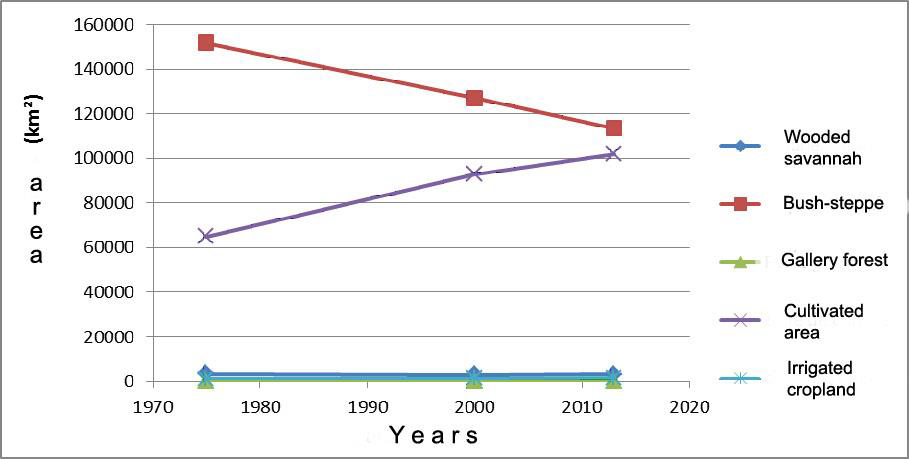 160000
140000
120000
100000
80000
60000
40000
20000
0
area (km²)
1970 1980 1990 2000 2010 2020
Years
Wooded
savannah
Bush-steppe
Gallery forest
Cultivated
area
Irrigated
cropland